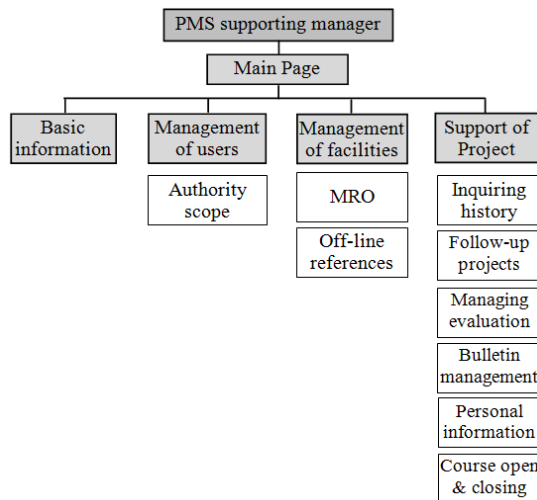 PMS supporting manager
Main Page
Basic
information
Management
of users
Management
of facilities
Support of
Project
Authority
scope
MRO
Off-line
references
Inquiring
history
Follow-up
projects
Managing
evaluation
Bulletin
management
Personal
information
Course open
& closing